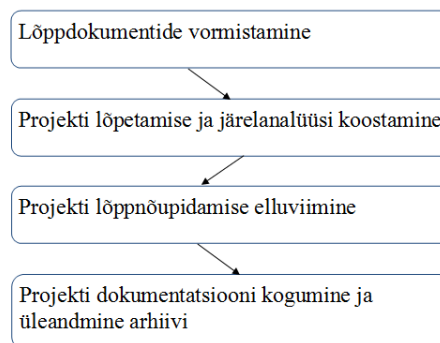 Lõppdokumentide vormistamine
Projekti lõpetamise ja järelanalüüsi koostamine
Projekti lõppnõupidamise elluviimine
Projekti dokumentatsiooni kogumine ja
üleandmine arhiivi